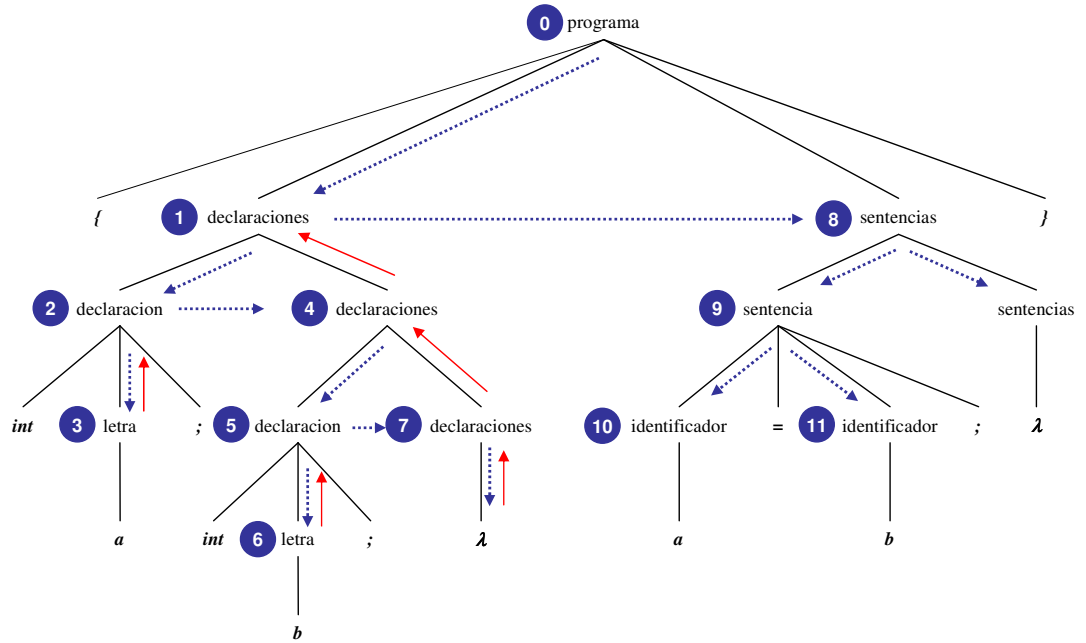 0 programa
{ 1 declaraciones 8 sentencias }
2 declaracion 4 declaraciones 9 sentencia sentencias
int 3 letra ; 5 declaracion 7 declaraciones 10 identificador = 11 identificador ; λ
a int 6 letra ; λ a b
b